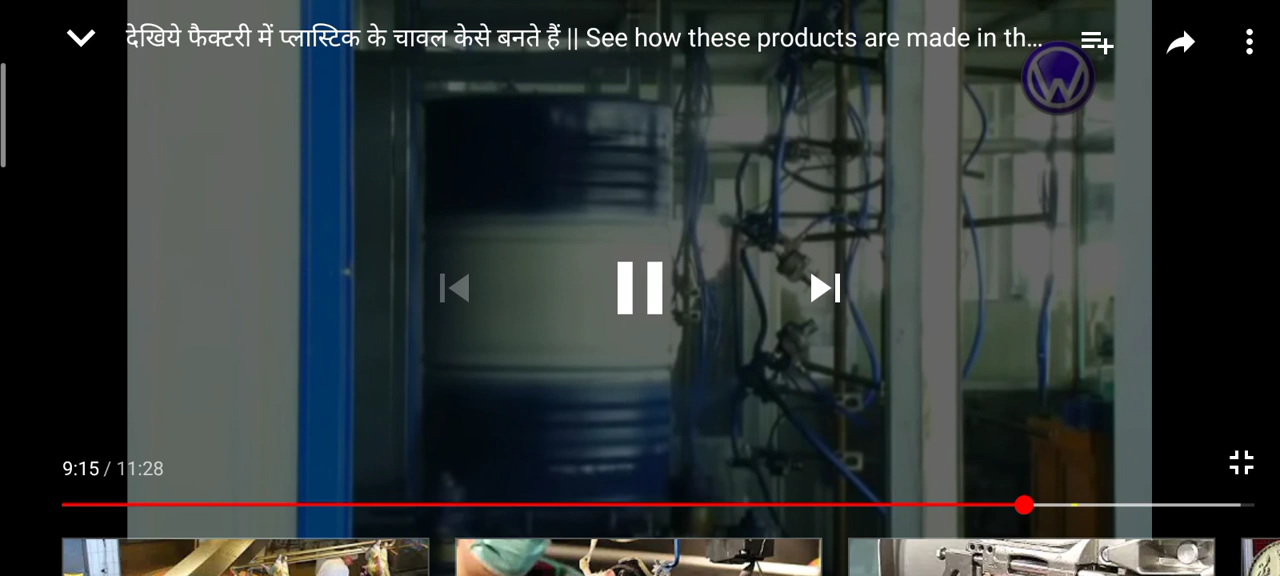 देखिये फैक्टरी में प्लास्टिक के चावल केसे बनते हैं || See how these products are made in th...
W
9:15 / 11:28